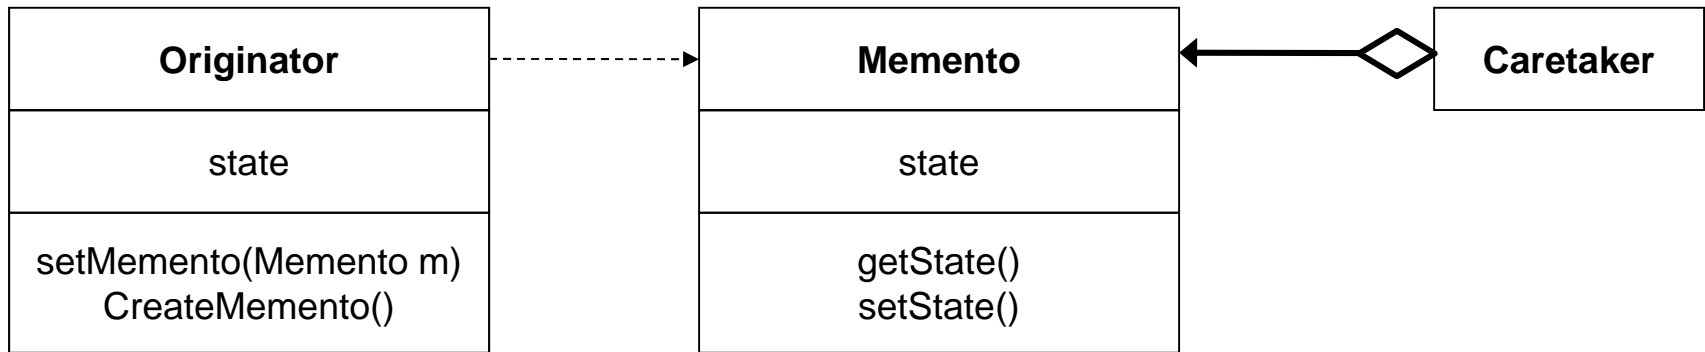 Originator
state
setMemento(Memento m)
CreateMemento()
Memento
state
getState()
setState()
Caretaker